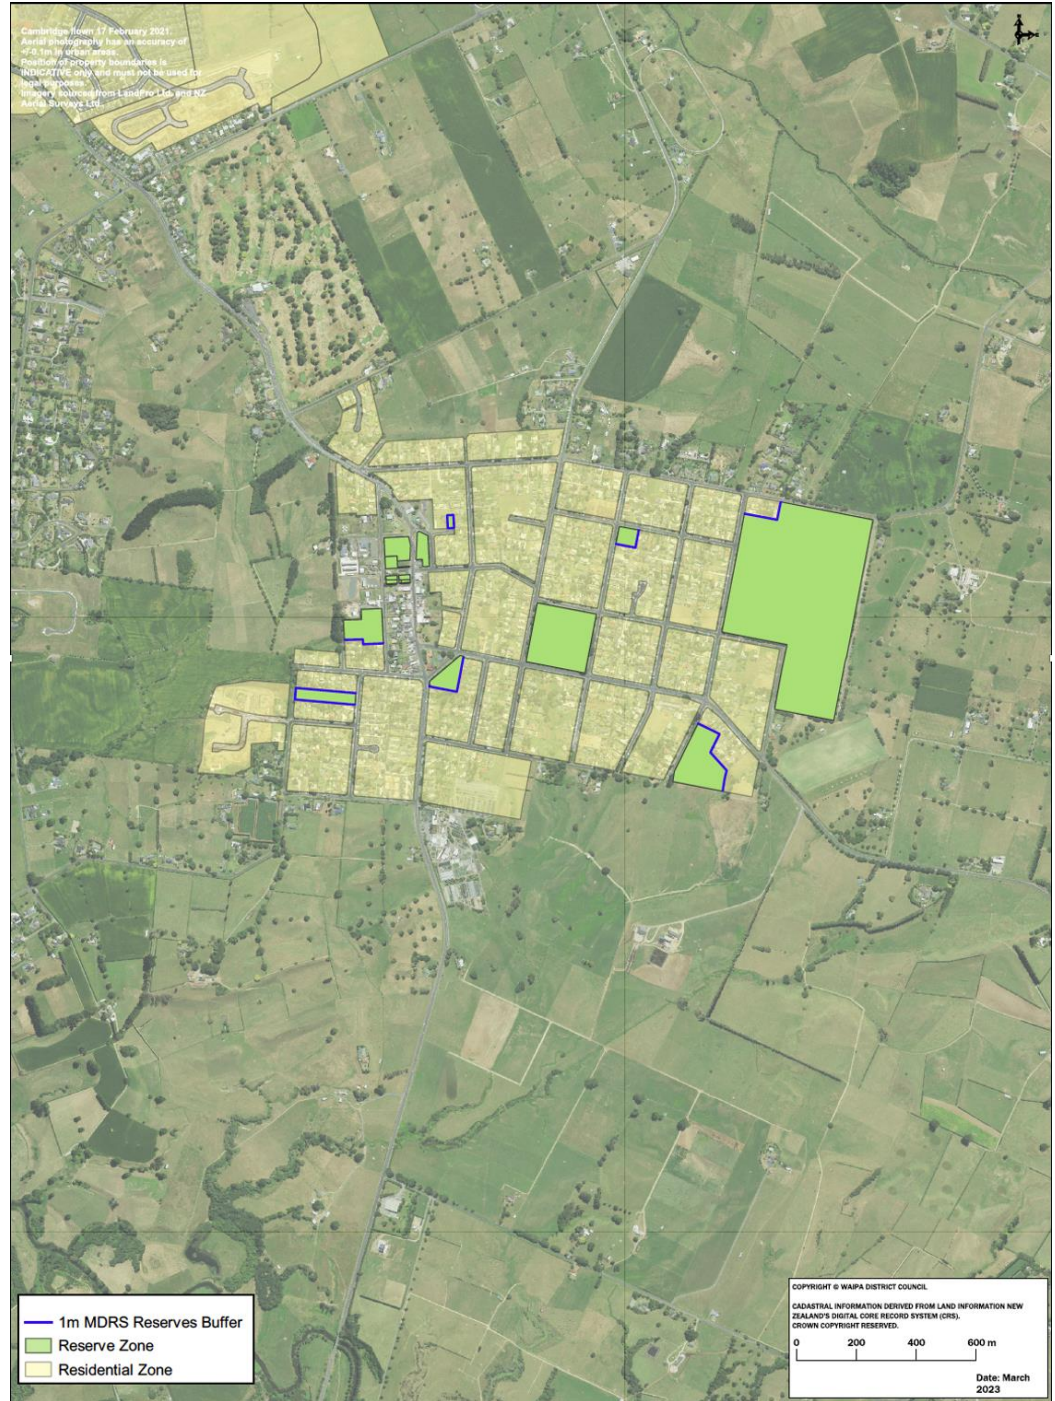 Cambridge flown 17 February 2021.
Aerial photography has an accuracy of
+/-0.1m in urban areas.
Position of property boundaries is
INDICATIVE only and must not be used for
legal purposes.
Imagery sourced from LandPro Ltd. and NZ
Aerial Surveys Ltd.
1m MDRS Reserves Buffer
Reserve Zone
Residential Zone
COPYRIGHT © WAIPA DISTRICT COUNCIL
CADASTRAL INFORMATION DERIVED FROM LAND INFORMATION NEW
ZEALAND'S DIGITAL CORE RECORD SYSTEM (CRS).
CROWN COPYRIGHT RESERVED.
0 200 400 600 m
Date: March
2023